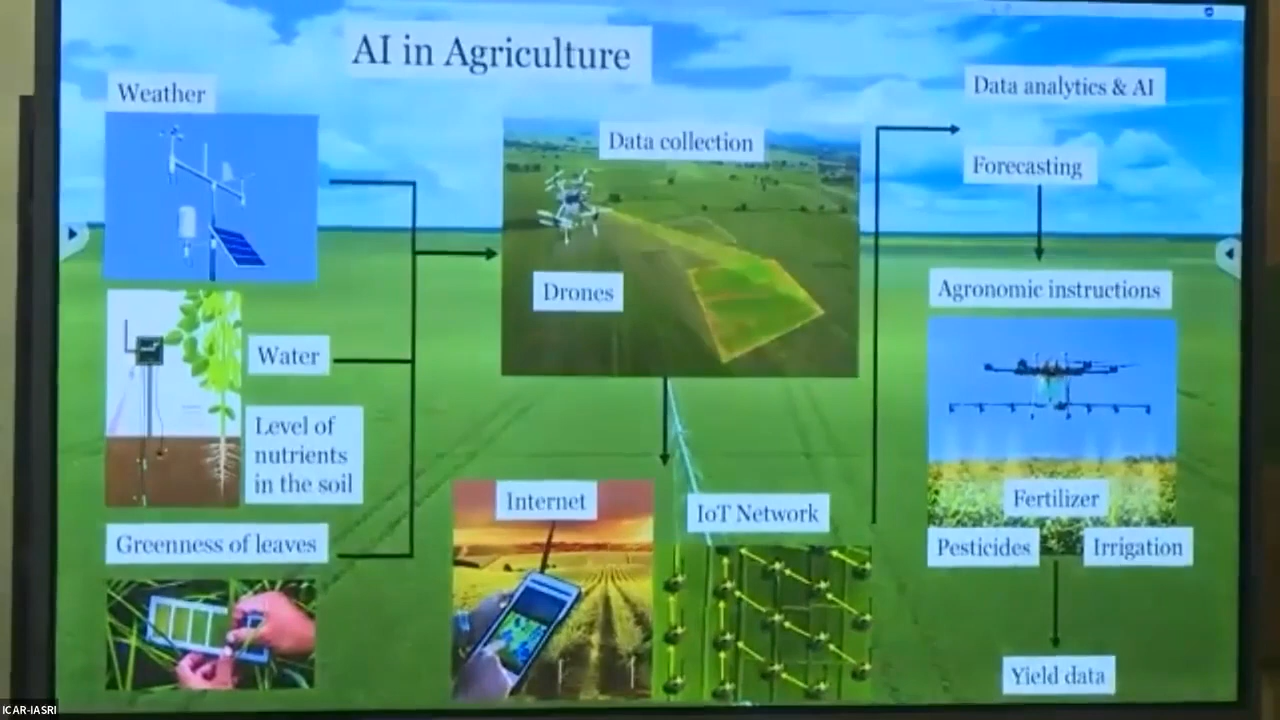 AI in Agriculture
Weather
Data collection
Drones
Water
Level of
nutrients
in the soil
Greenness of leaves
Internet
IoT Network
Data analytics & AI
Forecasting
Agronomic instructions
Fertilizer
Pesticides
Irrigation
Yield data
ICAR-IASRI